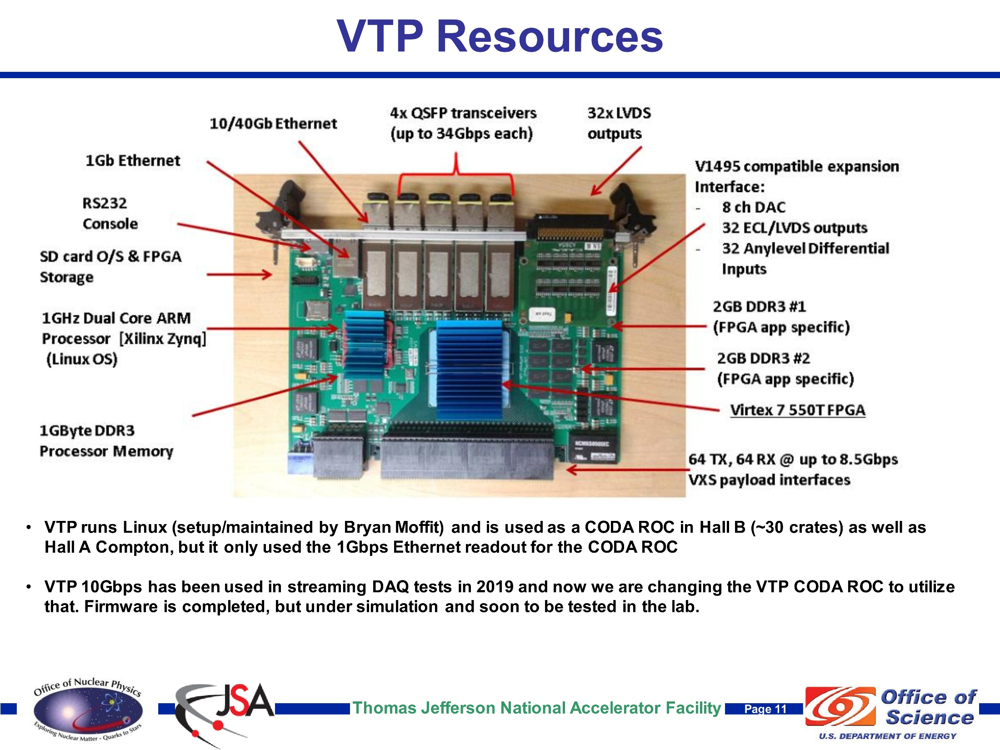 VTP Resources
10/40Gb Ethernet
4x QSFP transceivers
(up to 34Gbps each)
32x LVDS
outputs
1Gb Ethernet
V1495 compatible expansion
Interface:
- 8 ch DAC
32 ECL/LVDS outputs
- 32 Anylevel Differential
Inputs
RS232
Console
SD card O/S & FPGA
Storage
1GHz Dual Core ARM
Processor [Xilinx Zynq]
(Linux OS)
2GB DDR3 #1
(FPGA app specific)
2GB DDR3 #2
(FPGA app specific)
Virtex 7 550T FPGA
1GByte DDR3
Processor Memory
64 TX, 64 RX @ up to 8.5Gbps
VXS payload interfaces
• VTP runs Linux (setup/maintained by Bryan Moffit) and is used as a CODA ROC in Hall B (~30 crates) as well as
Hall A Compton, but it only used the 1Gbps Ethernet readout for the CODA ROC
• VTP 10Gbps has been used in streaming DAQ tests in 2019 and now we are changing the VTP CODA ROC to utilize
that. Firmware is completed, but under simulation and soon to be tested in the lab.
Office of Nuclear Physics
Exploring Nuclear Matter - Quarks to Stars
JSA
Thomas Jefferson National Accelerator Facility
Page 11
Office of
Science
U.S. DEPARTMENT OF ENERGY